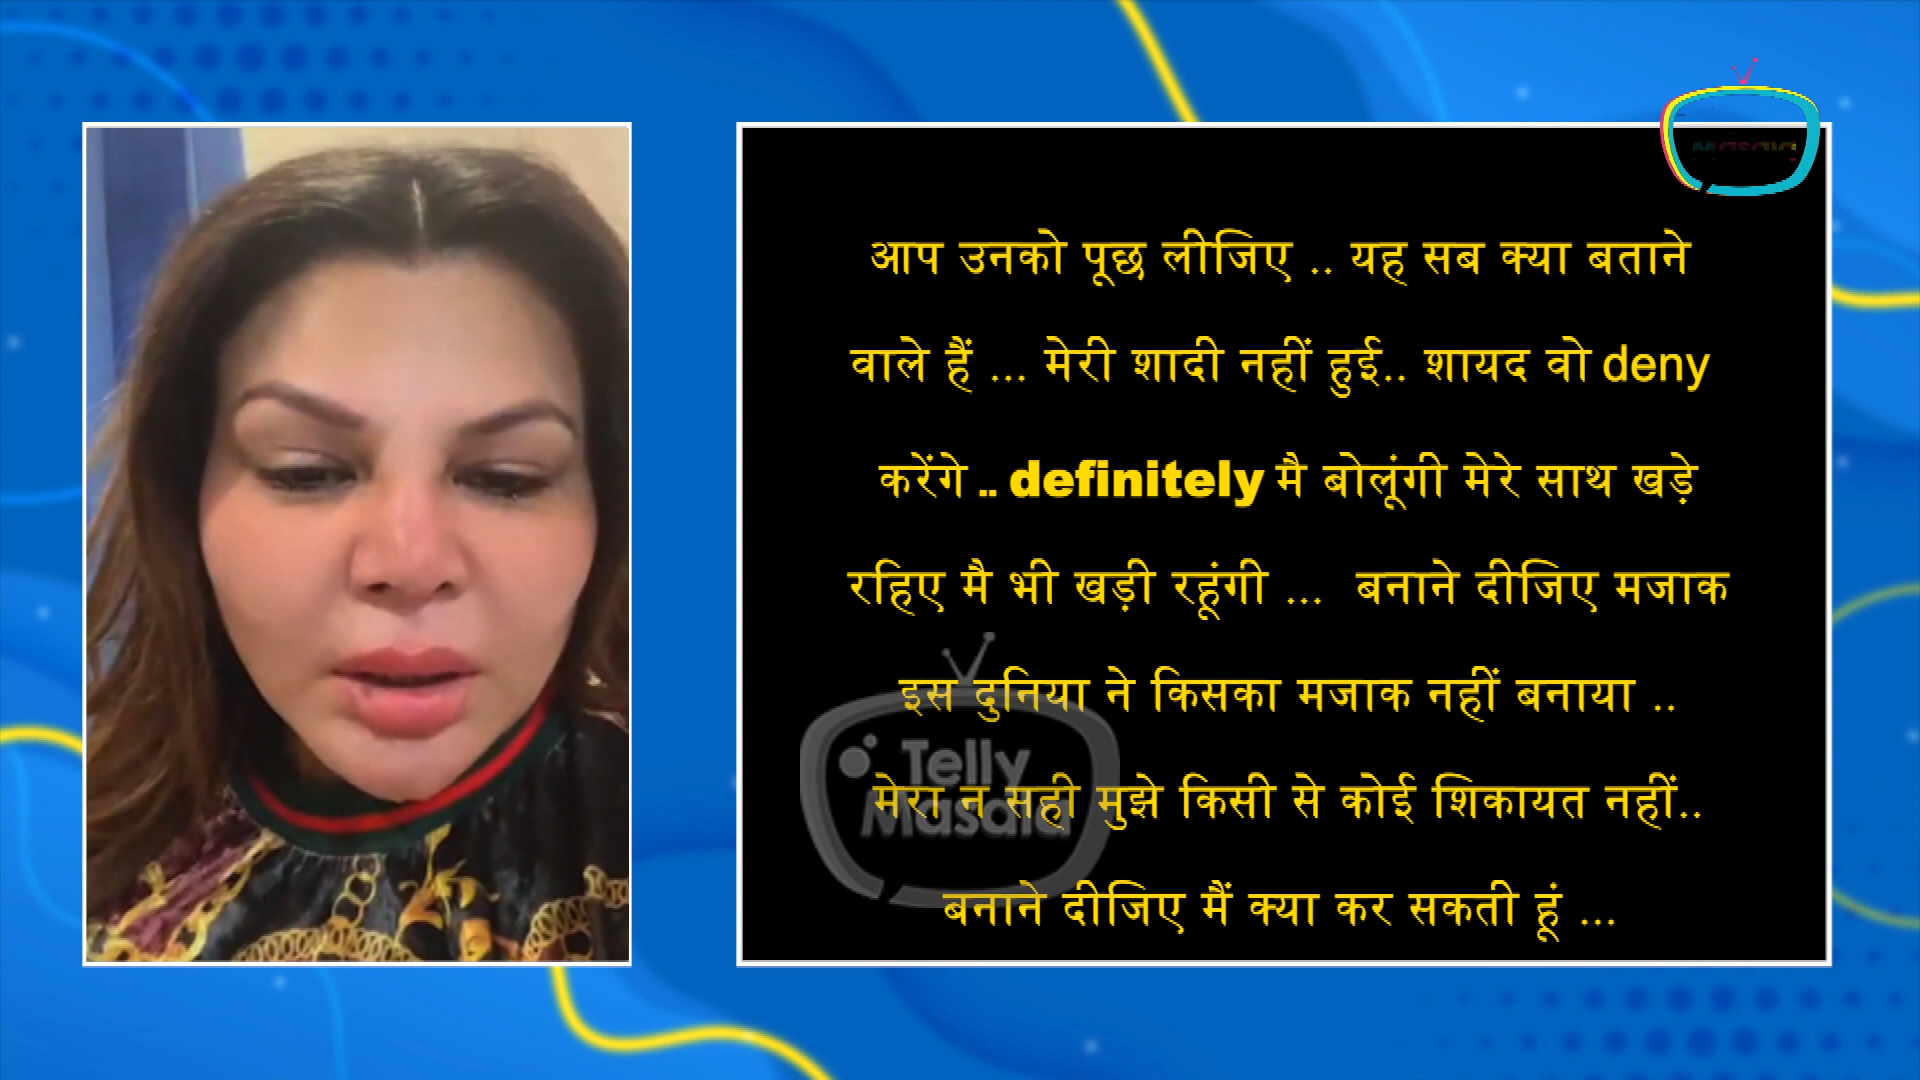 आप उनको पूछ लीजिए .. यह सब क्या बताने
वाले हैं ... मेरी शादी नहीं हुई.. शायद वो deny
करेंगे .. definitely मै बोलूंगी मेरे साथ खड़े
रहिए मै भी खड़ी रहूंगी ... बनाने दीजिए मजाक
इस दुनिया ने किसका मजाक नहीं बनाया ..
मेरा न सही मुझे किसी से कोई शिकायत नहीं..
बनाने दीजिए मैं क्या कर सकती हूं ...
Telly
Masala
Masala